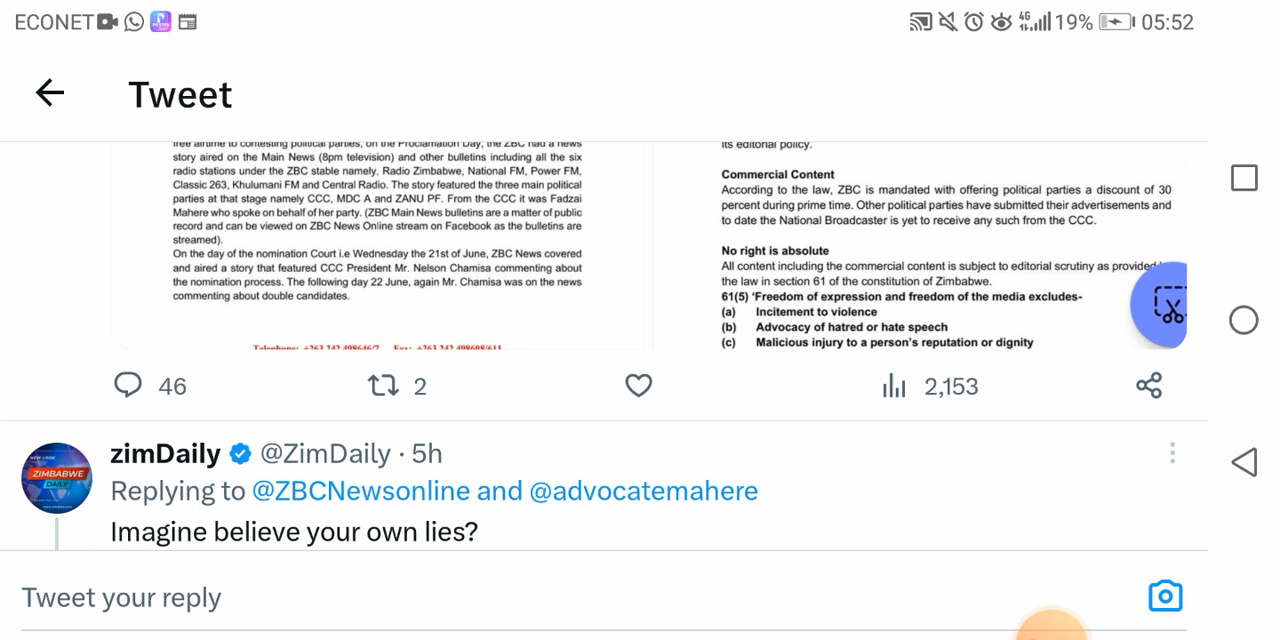 ECONET
4G 19% 05:52
Tweet
free airtime to contesting political parties, on the Proclamation Day, the ZBC had a news
story aired on the Main News (8pm television) and other bulletins including all the six
radio stations under the ZBC stable namely, Radio Zimbabwe, National FM, Power FM,
Classic 263, Khulumani FM and Central Radio. The story featured the three main political
parties at that stage namely CCC, MDC A and ZANU PF. From the CCC it was Fadzai
Mahere who spoke on behalf of her party. (ZBC Main News bulletins are a matter of public
record and can be viewed on ZBC News Online stream on Facebook as the bulletins are
streamed).
On the day of the nomination Court i.e Wednesday the 21st of June, ZBC News covered
and aired a story that featured CCC President Mr. Nelson Chamisa commenting about
the nomination process. The following day 22 June, again Mr. Chamisa was on the news
commenting about double candidates.
Telephone: +263 242 498646/7 Fax: +263 242 498608/611
its editorial policy.
Commercial Content
According to the law, ZBC is mandated with offering political parties a discount of 30
percent during prime time. Other political parties have submitted their advertisements and
to date the National Broadcaster is yet to receive any such from the CCC.
No right is absolute
All content including the commercial content is subject to editorial scrutiny as provided
the law in section 61 of the constitution of Zimbabwe.
61(5) ‘Freedom of expression and freedom of the media excludes-
(a) Incitement to violence
(b) Advocacy of hatred or hate speech
(c) Malicious injury to a person's reputation or dignity
46 2 2,153
ZIMBABWE
DAILY
zimDaily @ZimDaily · 5h
Replying to @ZBCNewsonline and @advocatemahere
Imagine believe your own lies?
Tweet your reply